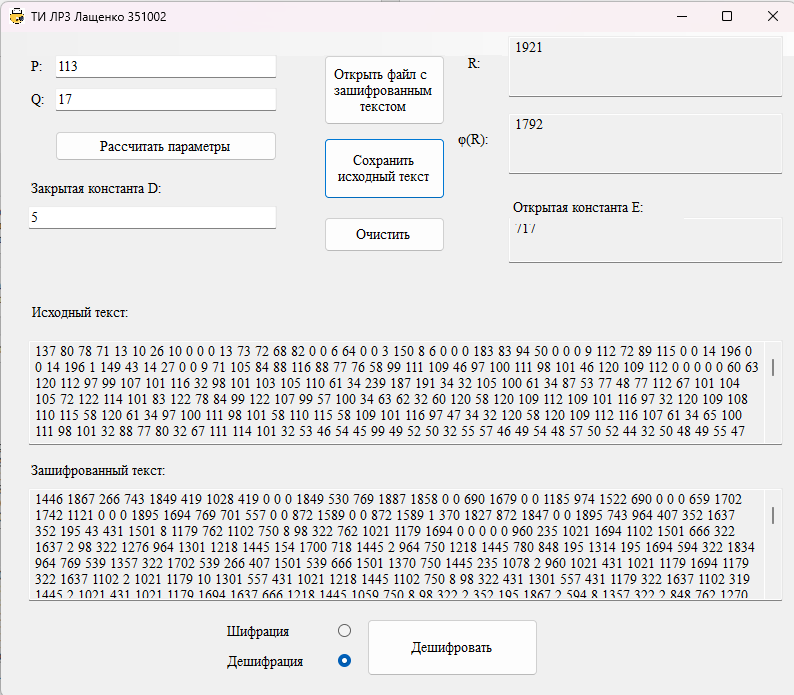 ТИ ЛР3 Лащенко 351002
P: 113
Q: 17
Рассчитать параметры
Закрытая константа D:
5
Открыть файл с
зашифрованным
текстом
Сохранить
исходный текст
Очистить
R:
1921
φ(R):
1792
Открытая константа E:
717
Исходный текст:
137 80 78 71 13 10 26 10 0 0 0 13 73 72 68 82 0 0 6 64 0 0 3 150 8 6 0 0 0 183 83 94 50 0 0 0 9 112 72 89 115 0 0 14 196 0
0 14 196 1 149 43 14 27 0 0 9 71 105 84 88 116 88 77 76 58 99 111 109 46 97 100 111 98 101 46 120 109 112 0 0 0 0 0 60 63
120 112 97 99 107 101 116 32 98 101 103 105 110 61 34 239 187 191 34 32 105 100 61 34 87 53 77 48 77 112 67 101 104
105 72 122 114 101 83 122 78 84 99 122 107 99 57 100 34 63 62 32 60 120 58 120 109 112 109 101 116 97 32 120 109 108
110 115 58 120 61 34 97 100 111 98 101 58 110 115 58 109 101 116 97 47 34 32 120 58 120 109 112 116 107 61 34 65 100
111 98 101 32 88 77 80 32 67 111 114 101 32 53 46 54 45 99 49 52 50 32 55 57 46 49 54 48 57 50 52 44 32 50 48 49 55 47
Зашифрованный текст:
1446 1867 266 743 1849 419 1028 419 0 0 0 1849 530 769 1887 1858 0 0 690 1679 0 0 1185 974 1522 690 0 0 0 659 1702
1742 1121 0 0 0 1895 1694 769 701 557 0 0 872 1589 0 0 872 1589 1 370 1827 872 1847 0 0 1895 743 964 407 352 1637
352 195 43 431 1501 8 1179 762 1102 750 8 98 322 762 1021 1179 1694 0 0 0 0 0 960 235 1021 1694 1102 1501 666 322
1637 2 98 322 1276 964 1301 1218 1445 154 1700 718 1445 2 964 750 1218 1445 780 848 195 1314 195 1694 594 322 1834
964 769 539 1357 322 1702 539 266 407 1501 539 666 1501 1370 750 1445 235 1078 2 960 1021 431 1021 1179 1694 1179
322 1637 1102 2 1021 1179 10 1301 557 431 1021 1218 1445 1102 750 8 98 322 431 1301 557 431 1179 322 1637 1102 319
1445 2 1021 431 1021 1179 1694 1637 666 1218 1445 1059 750 8 98 322 2 352 195 1867 2 594 8 1357 322 2 848 762 1270
Шифрация
Дешифрация
Дешифровать